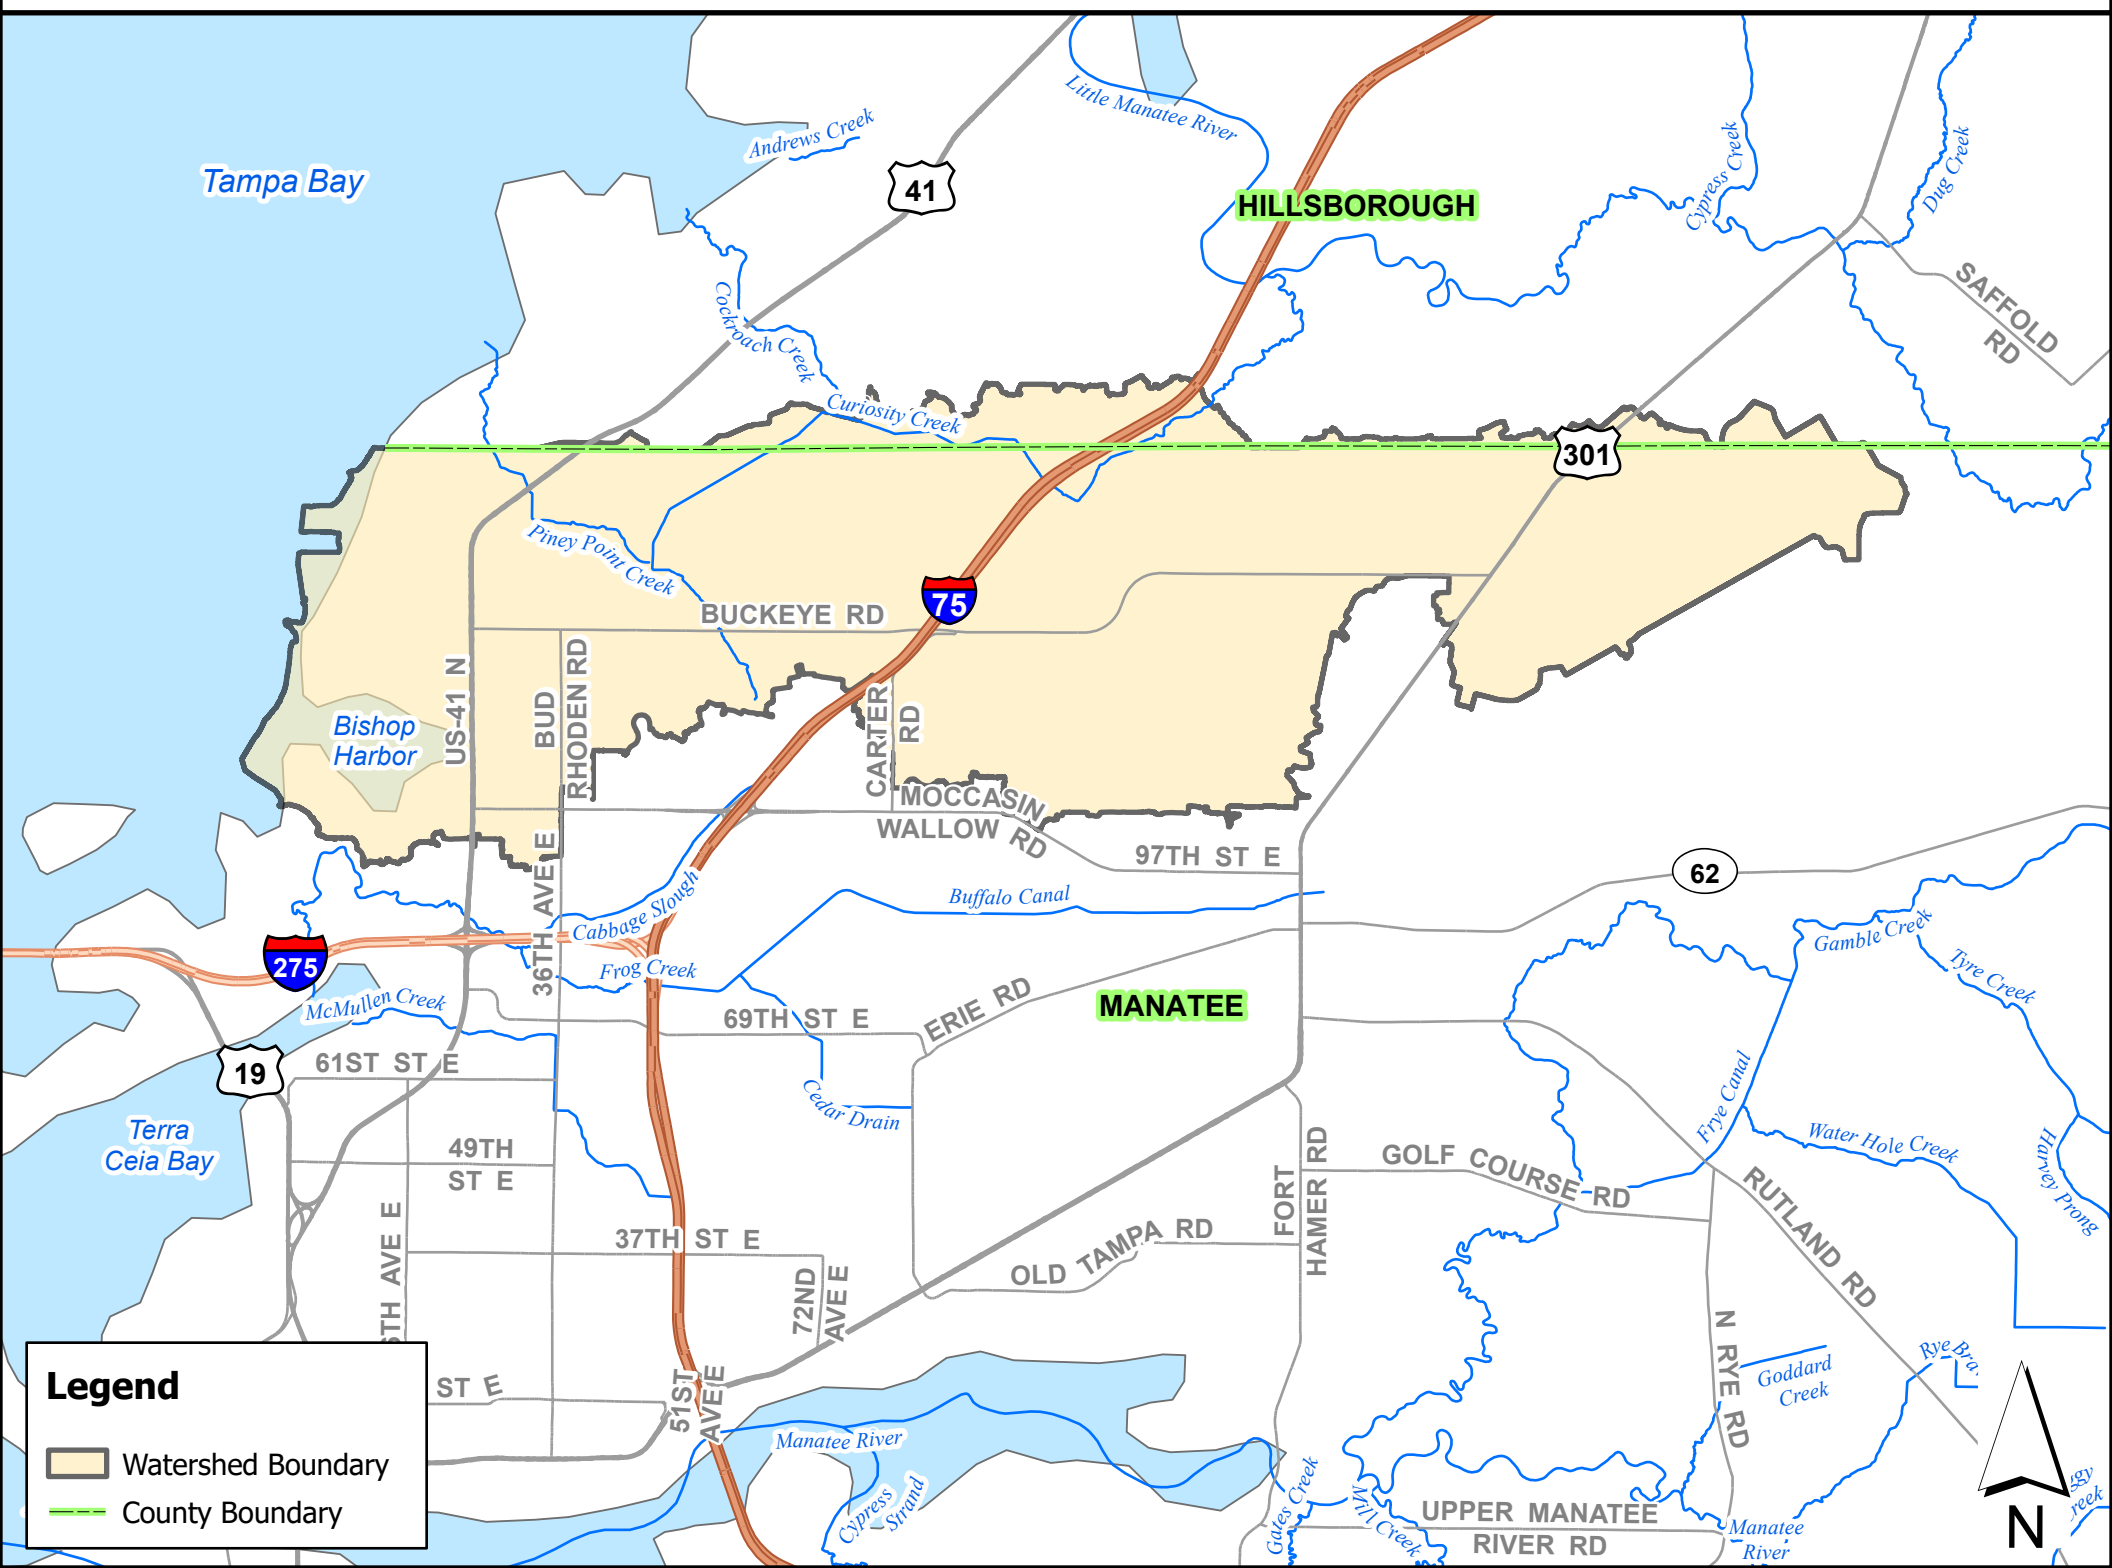 Tampa Bay
Andrews Creek
41
Little Manatee River
HILLSBOROUGH
Cypress Creek
Dug Creek
SAFFOLD
RD
Cockroach Creek
Curiosity Creek
301
Piney Point Creek
75
BUCKEYE RD
US-41 N
BUD
RHODEN RD
Bishop
Harbor
CARTER
RD
MOCCASIN
WALLOW RD
97TH ST E
62
36TH AVE E
Cabbage Slough
Buffalo Canal
275
Frog Creek
McMullen Creek
69TH ST E
ERIE RD
MANATEE
Gamble Creek
Tyre Creek
19
61ST ST E
Cedar Drain
Frye Canal
Water Hole Creek
Harvey Prong
Terra
Ceia Bay
49TH
ST E
FORT
HAMER RD
GOLF COURSE RD
RUTLAND RD
37TH ST E
OLD TAMPA RD
72ND
AVE E
TH AVE E
N RYE RD
Goddard
Creek
Rye Bra
ST E
51ST
AVE E
Manatee River
Cypress
Strand
Gates Creek
Mill Creek
UPPER MANATEE
RIVER RD
Manatee
River
Legend
Watershed Boundary
County Boundary
N